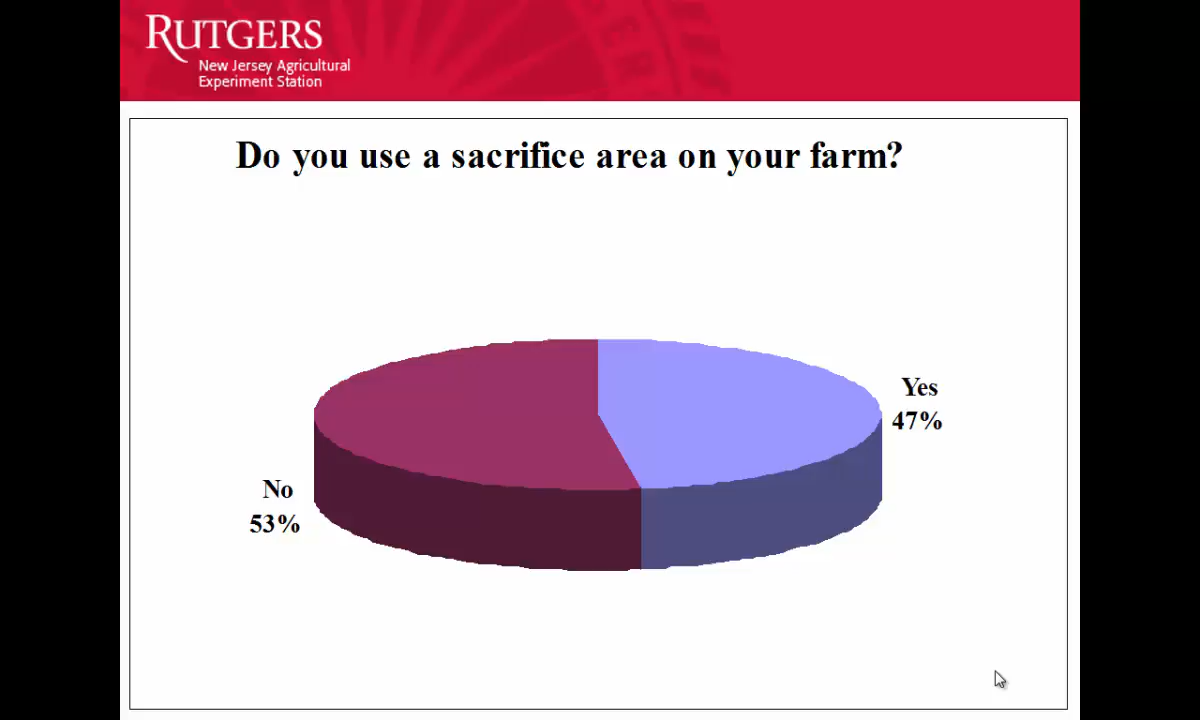 RUTGERS
New Jersey Agricultural
Experiment Station
Do you use a sacrifice area on your farm?
Yes
47%
No
53%